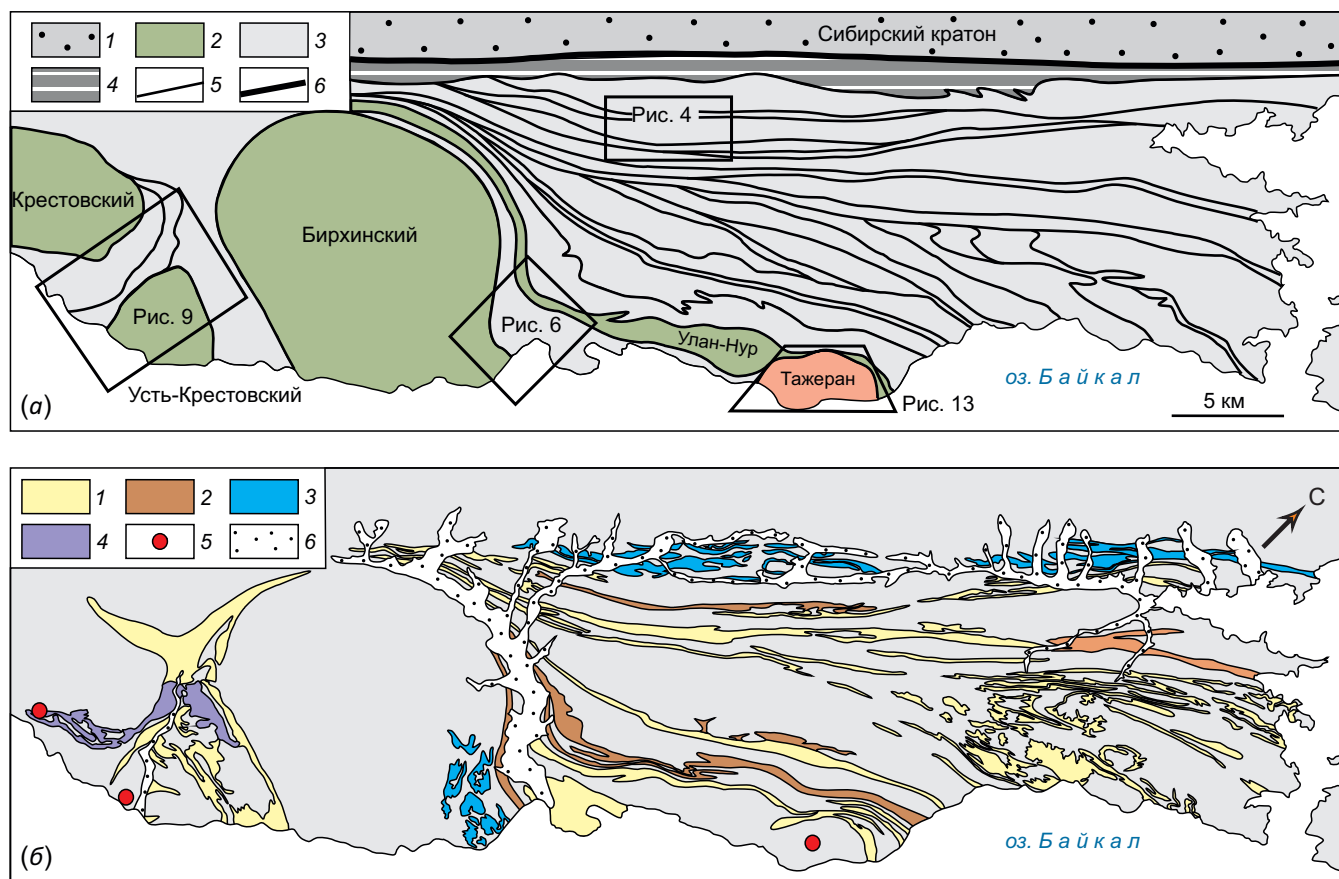 1 2 3
4 5 6
Сибирский кратон
Рис. 4
Крестовский
Бирхинский
Рис. 9
Рис. 6
Улан-Нур
Тажеран
Усть-Крестовский
Рис. 13
оз. Байкал
5 км
(а)
1 2 3
4 5 6
С
оз. Байкал
(б)